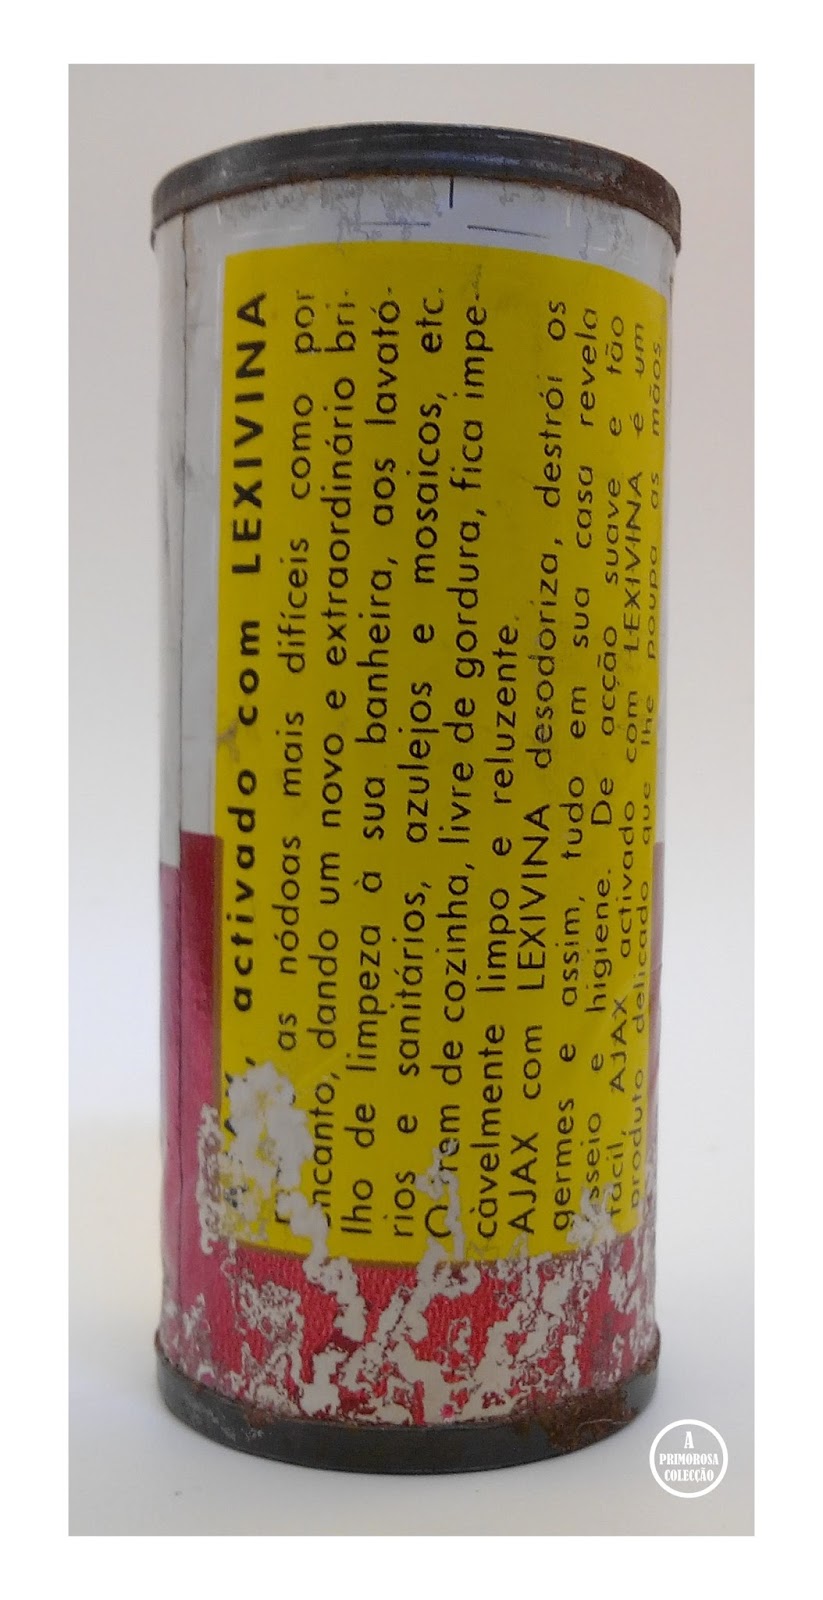 activado com LEXIVINA
as nódoas mais difíceis como por
encanto, dando um novo e extraordinário bri-
lho de limpeza à sua banheira, aos lavató-
rios e sanitários, azulejos e mosaicos, etc.
O trem de cozinha, livre de gordura, fica impe-
càvelmente limpo e reluzente.
AJAX com LEXIVINA desodoriza, destrói os
germes e assim, tudo em sua casa revela
asseio e higiene. De acção suave e tão
fácil, AJAX activado com LEXIVINA é um
produto delicado que lhe poupa as mãos.
A
PRIMOROSA
COLECÇÃO